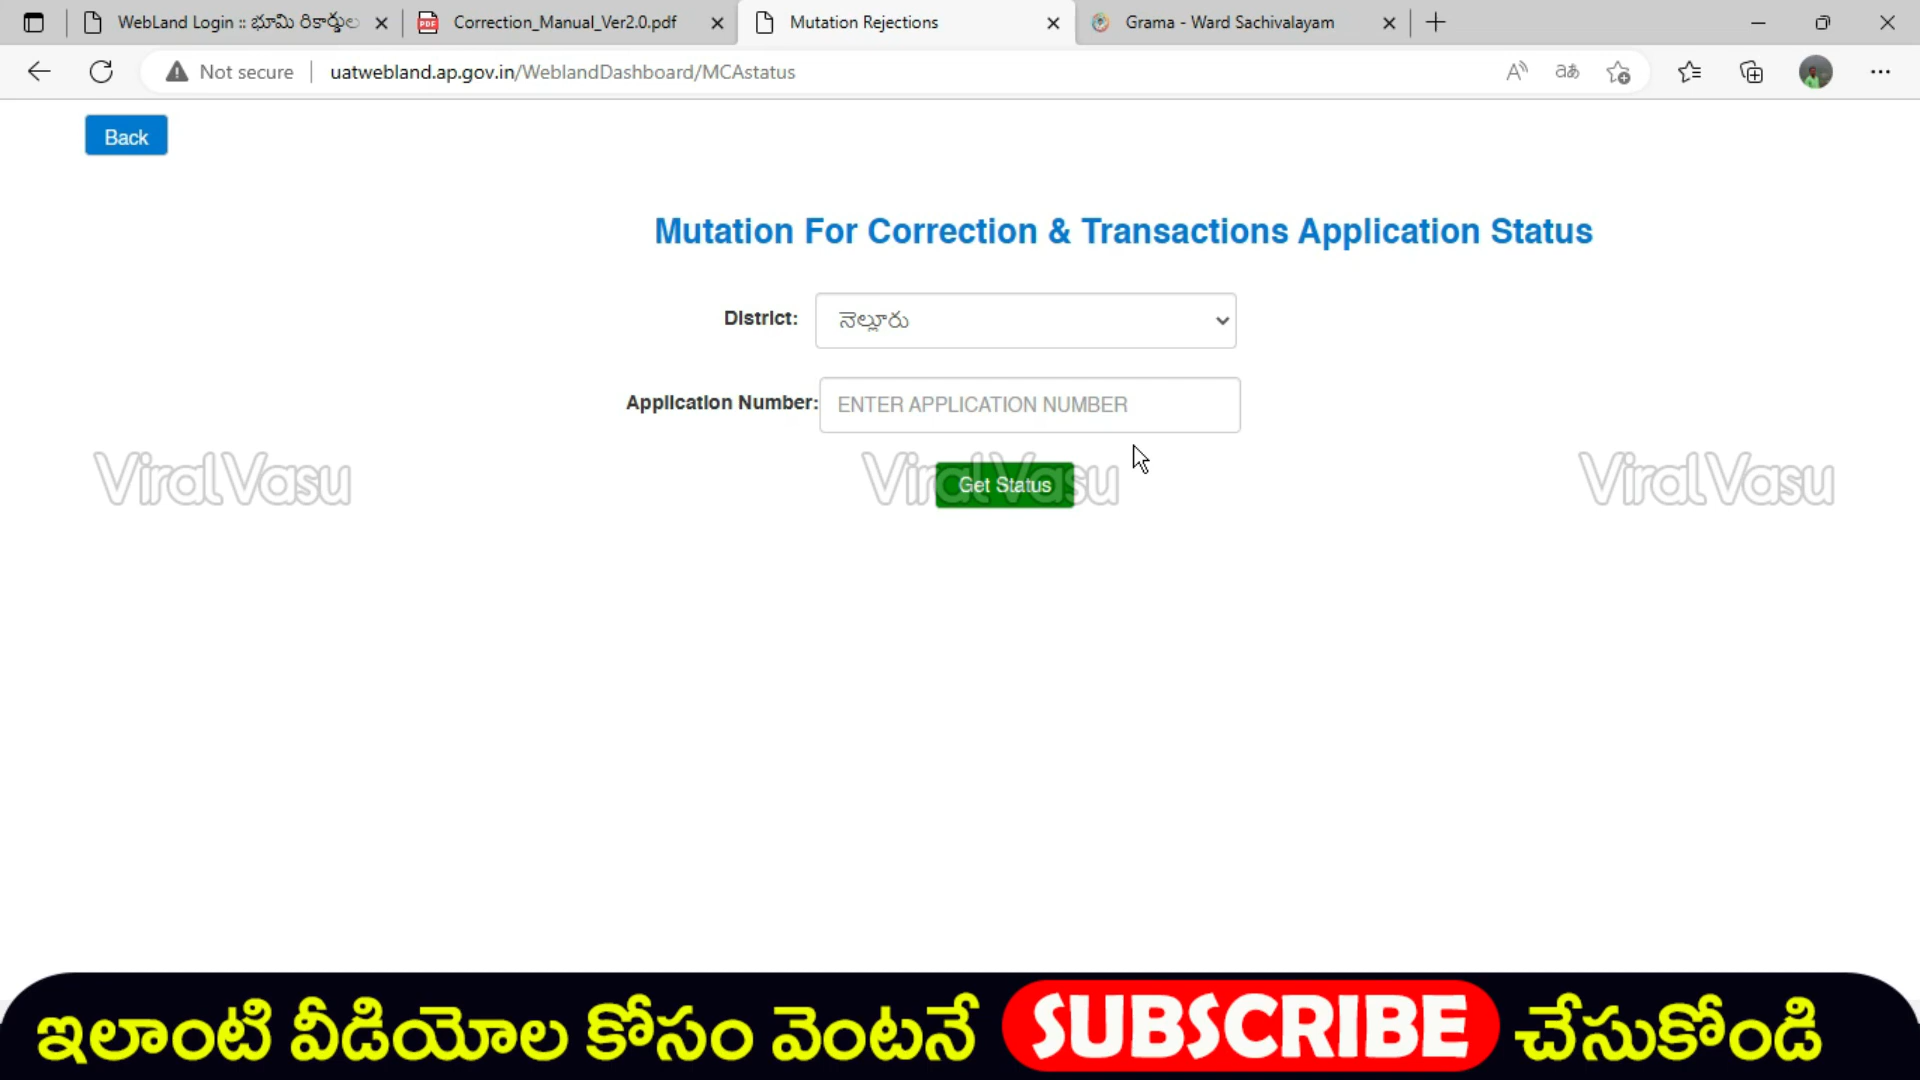 WebLand Login :: భూమి రికార్డుల
Correction_Manual_Ver2.0.pdf
Mutation Rejections
Grama - Ward Sachivalayam
Not secure
uatwebland.ap.gov.in/WeblandDashboard/MCAstatus
Back
Mutation For Correction & Transactions Application Status
District:
నెల్లూరు
Application Number:
ENTER APPLICATION NUMBER
Get Status
ViralVasu
ViralVasu
ViralVasu
ఇలాంటి వీడియోల కోసం వెంటనే SUBSCRIBE చేసుకోండి